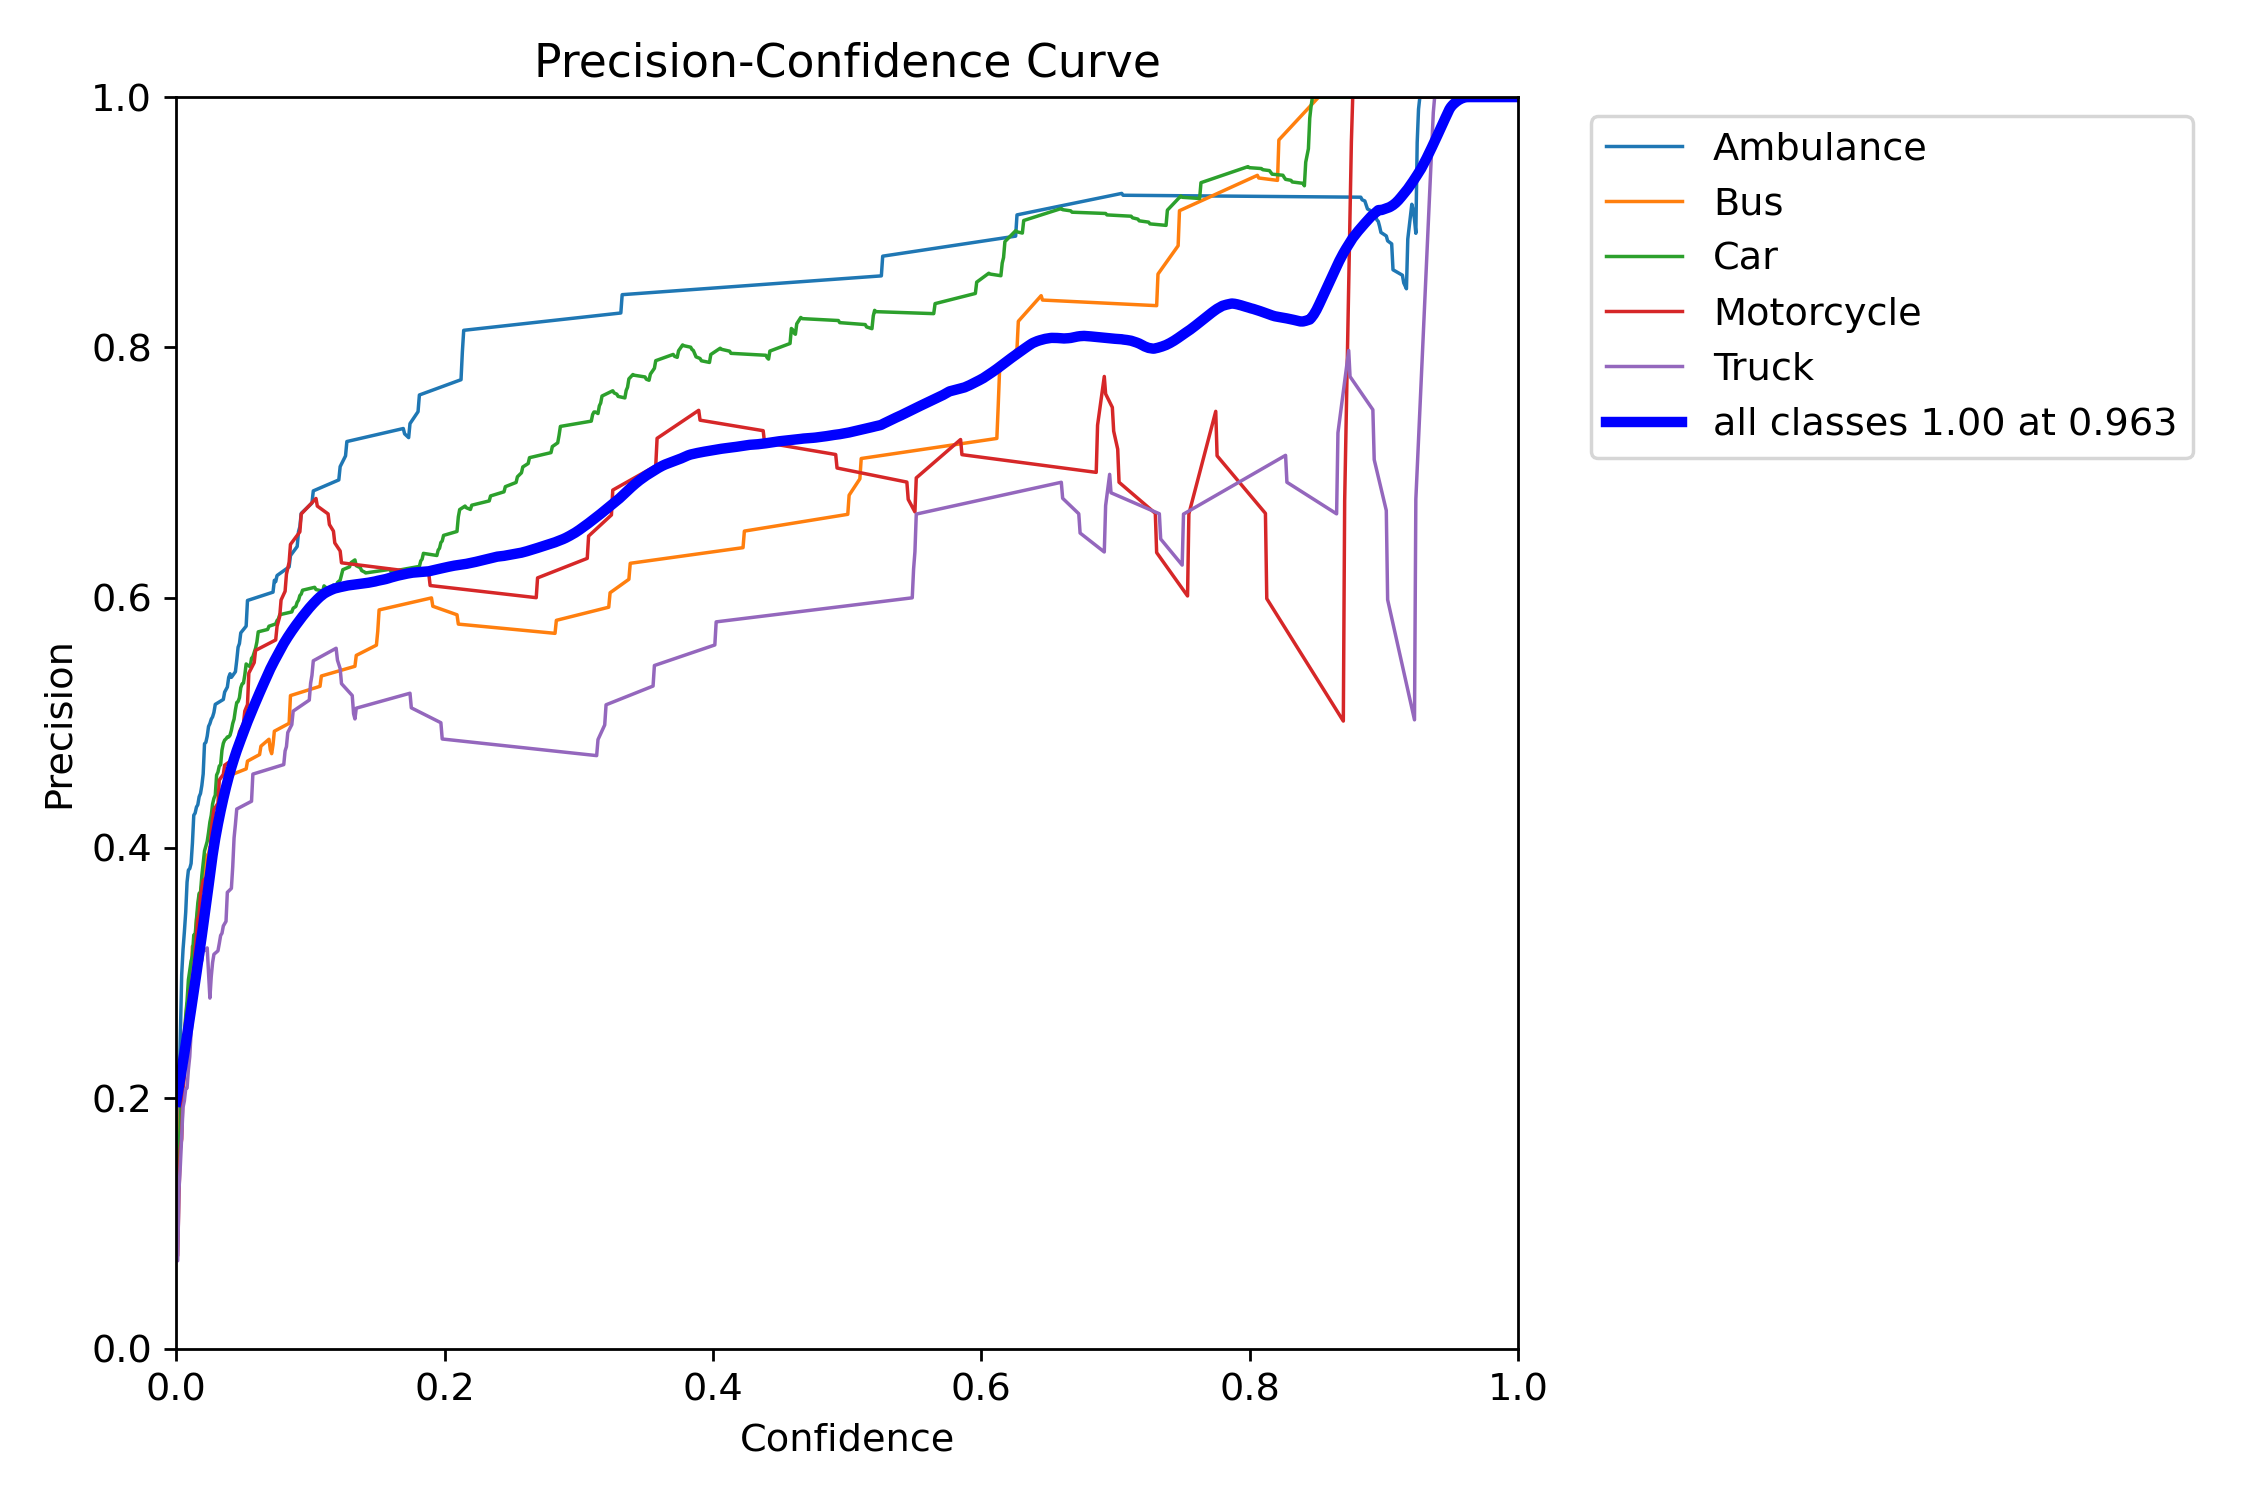 Precision-Confidence Curve
1.0
0.8
0.6
0.4
0.2
0.0
Precision
0.0 0.2 0.4 0.6 0.8 1.0
Confidence
Ambulance
Bus
Car
Motorcycle
Truck
all classes 1.00 at 0.963